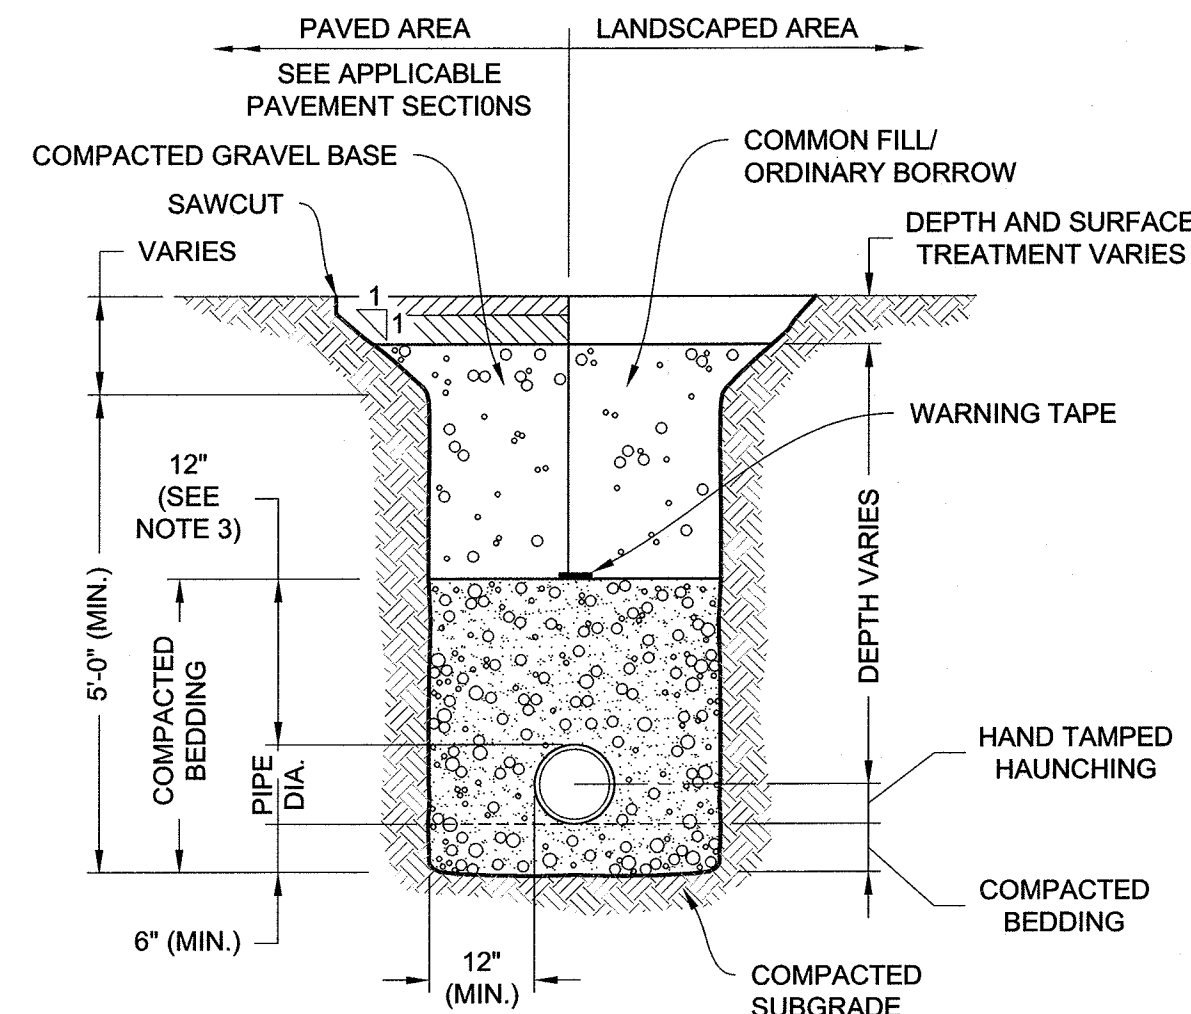 PAVED AREA
LANDSCAPED AREA
SEE APPLICABLE
PAVEMENT SECTI0NS
COMPACTED GRAVEL BASE
COMMON FILL/
ORDINARY BORROW
SAWCUT
DEPTH AND SURFACE
TREATMENT VARIES
VARIES
1
1
WARNING TAPE
12"
(SEE
NOTE 3)
5'-0" (MIN.)
COMPACTED
BEDDING
PIPE
DIA.
DEPTH VARIES
HAND TAMPED
HAUNCHING
COMPACTED
BEDDING
6" (MIN.)
12"
(MIN.)
COMPACTED
SUBGRADE